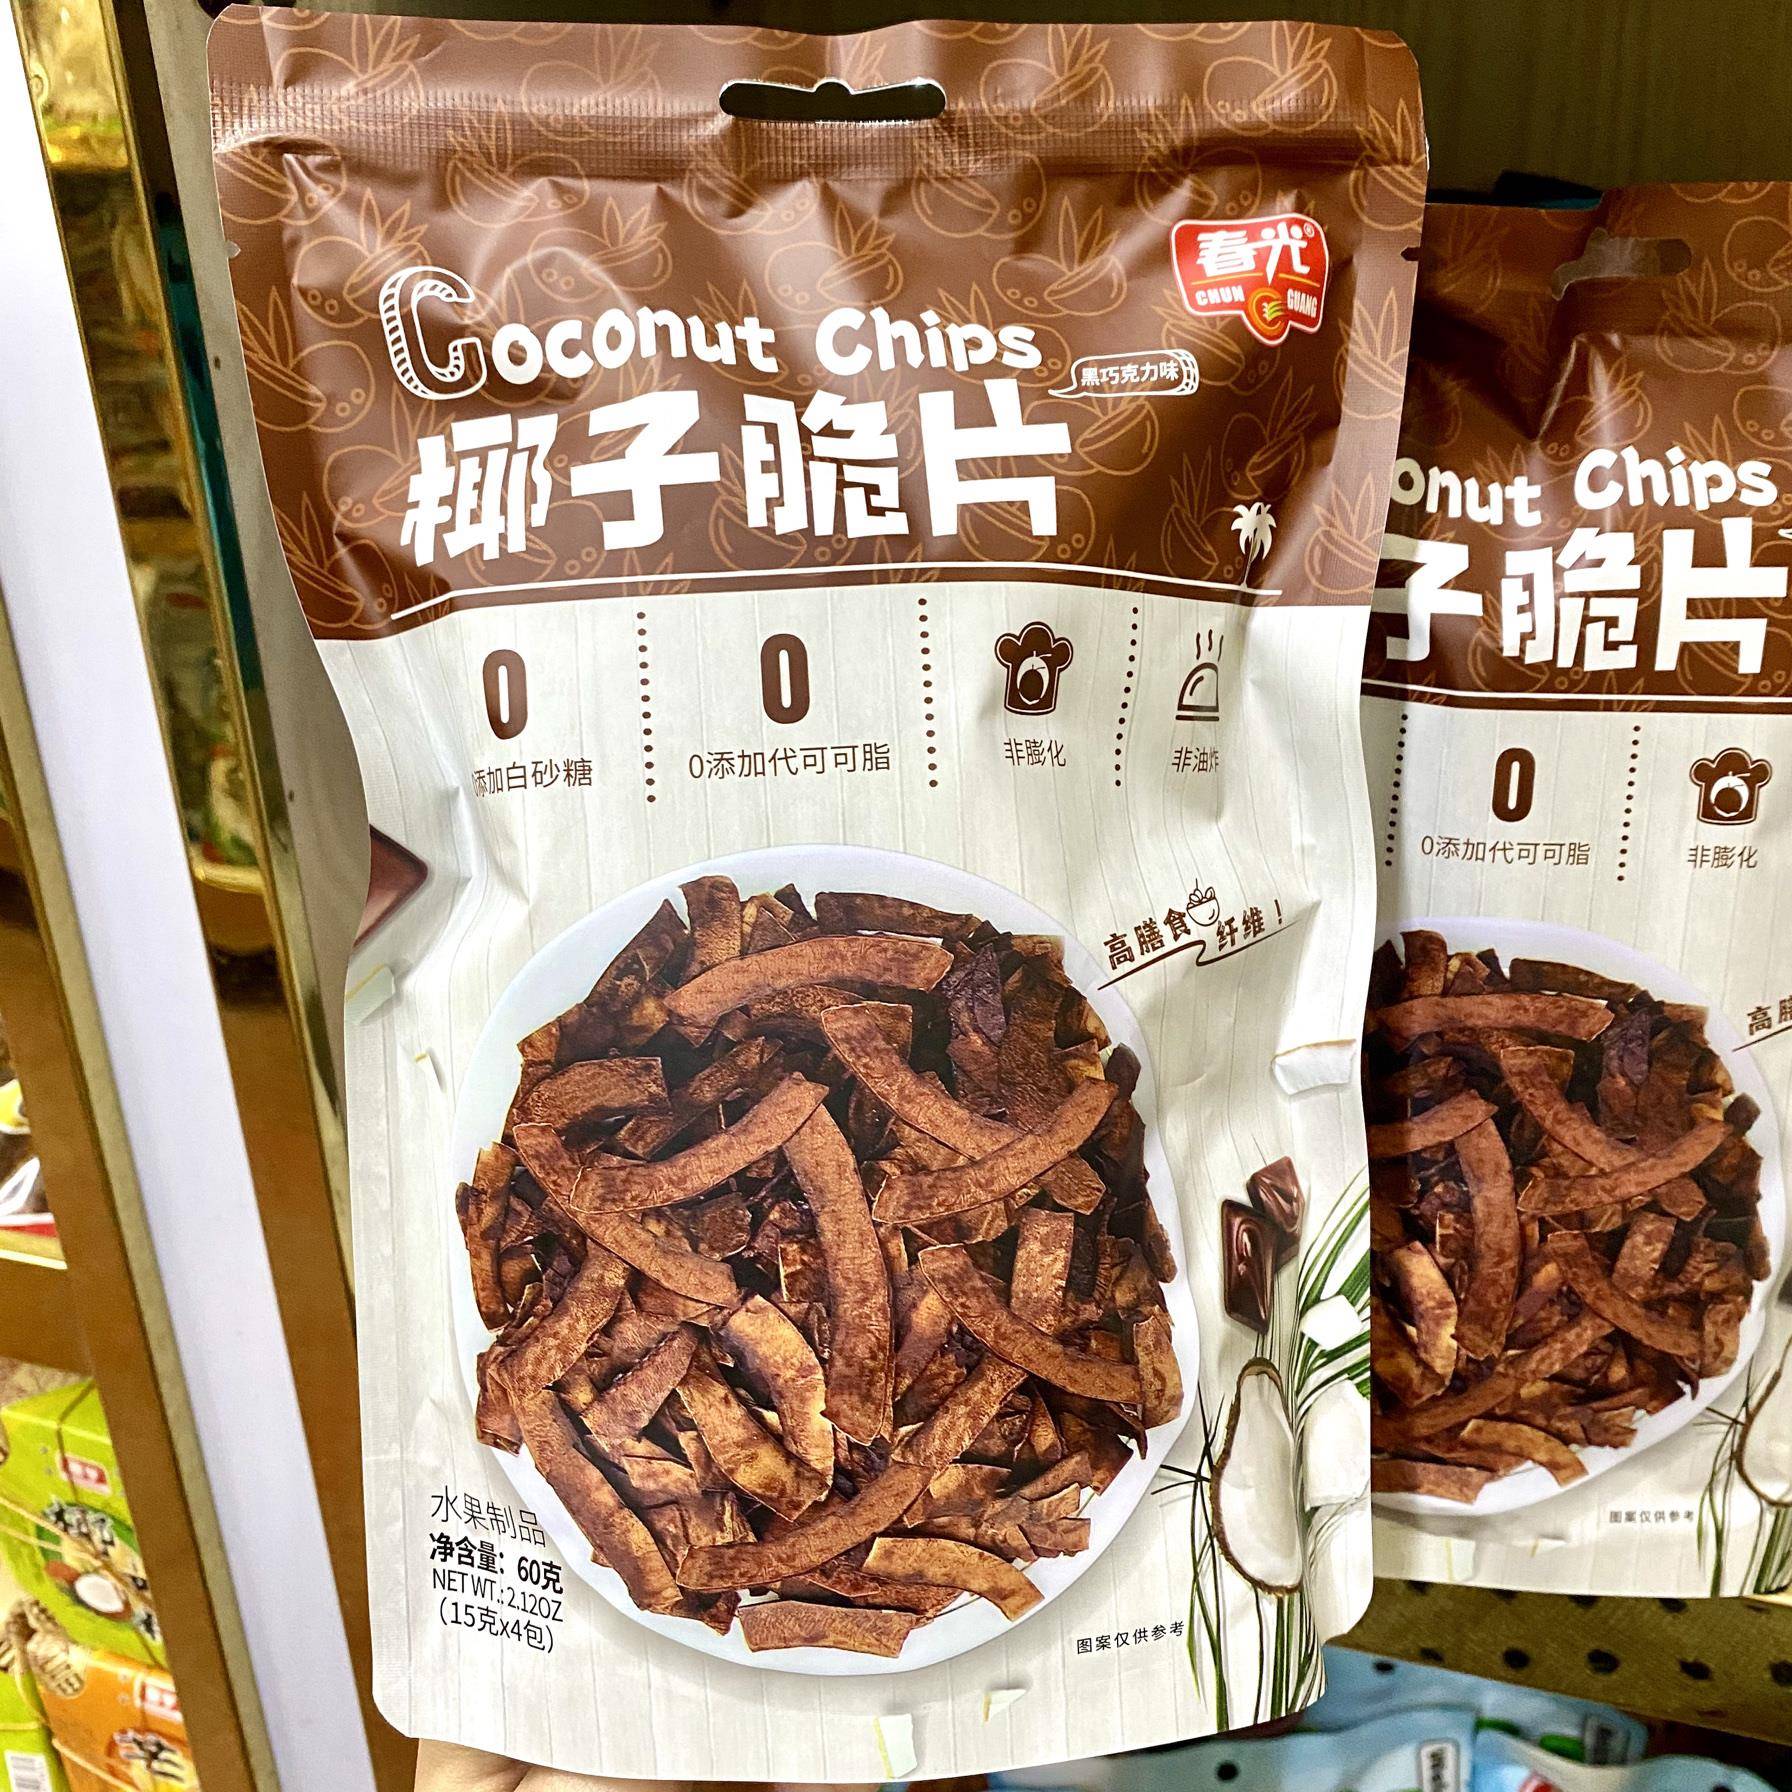 春光®
CHUN GUANG
Coconut Chips
黑巧克力味
椰子脆片
0
0添加白砂糖
0
0添加代可可脂
非膨化
非油炸
高膳食纤维！
水果制品
净含量：60克
NET WT.: 2.12OZ
（15克x4包）
图案仅供参考
onut Chips
子脆片
0
0添加代可可脂
非膨化
高膳
图案仅供参考
椰